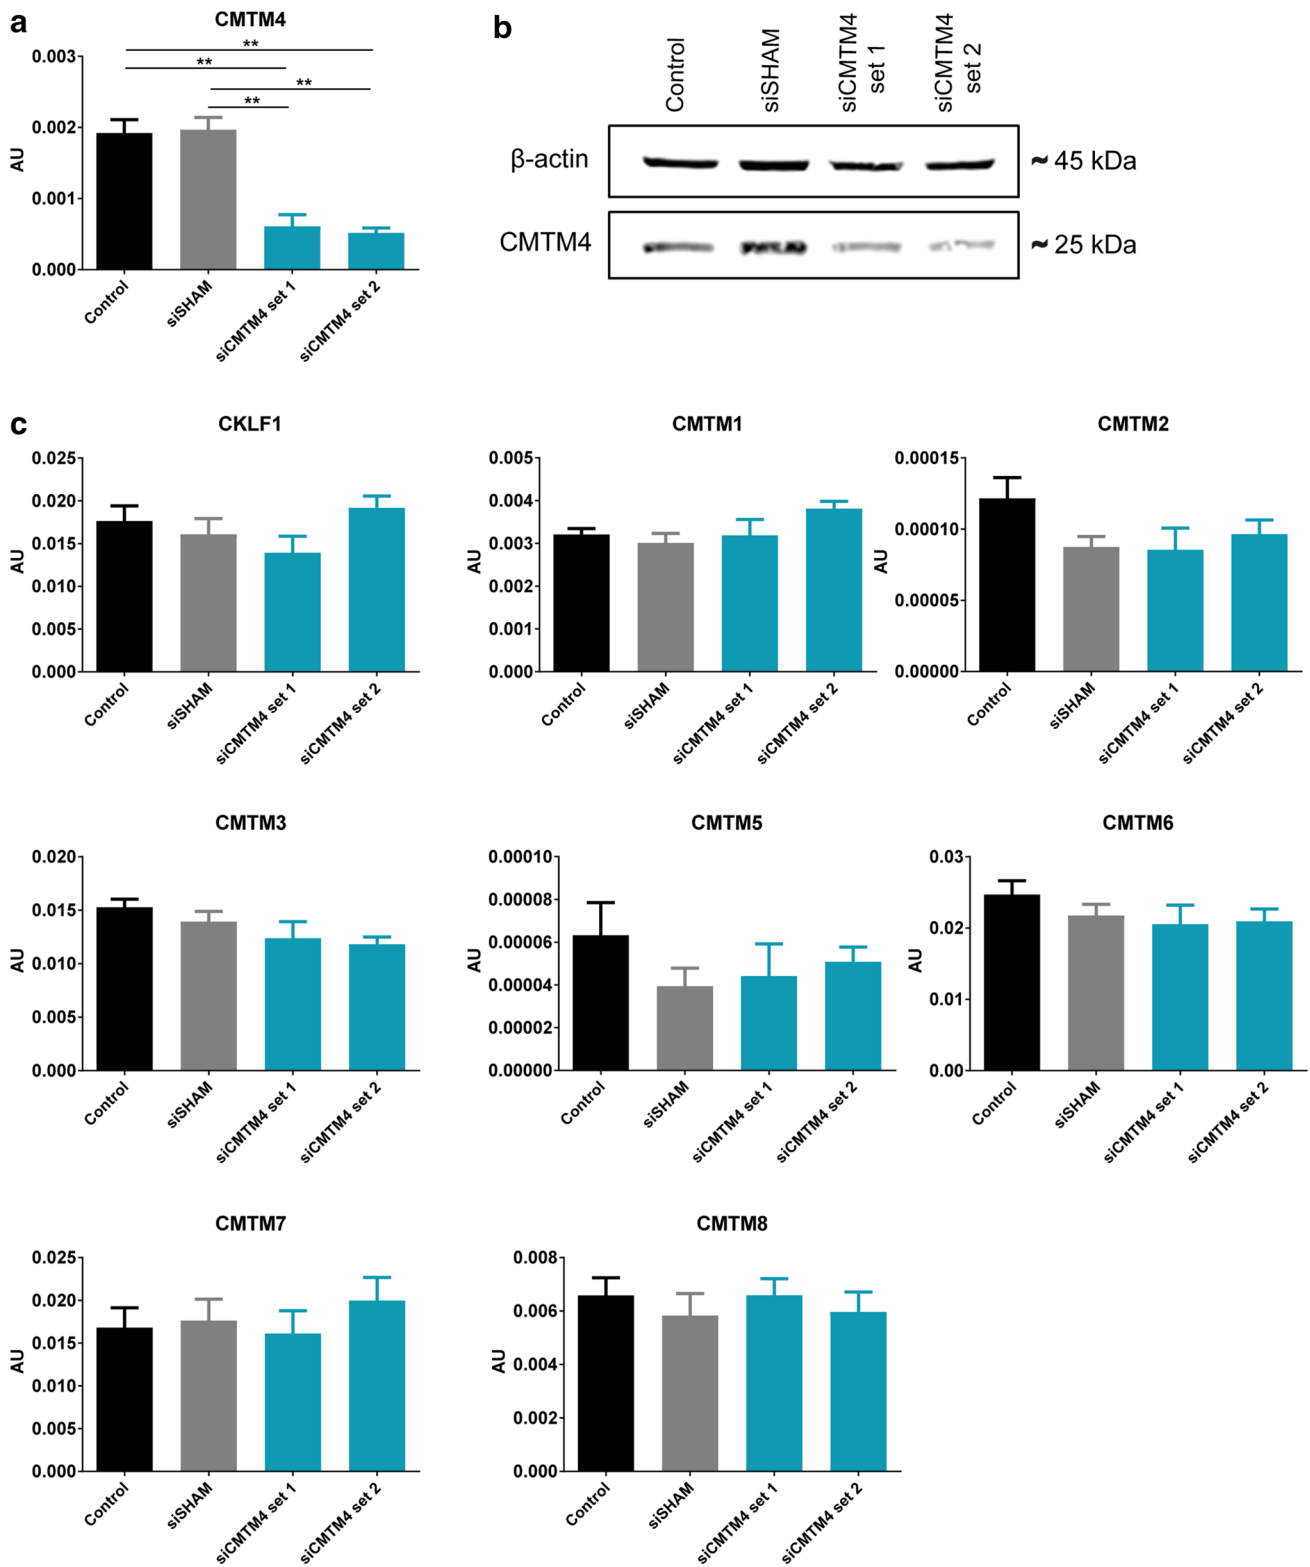 a
CMTM4
**
**
**
**
AU
0.003
0.002
0.001
0.000
Control
siSHAM
siCMTM4 set 1
siCMTM4 set 2
b
Control
siSHAM
siCMTM4
set 1
siCMTM4
set 2
β-actin
~ 45 kDa
CMTM4
~ 25 kDa
c
CKLF1
AU
0.025
0.020
0.015
0.010
0.005
0.000
Control
siSHAM
siCMTM4 set 1
siCMTM4 set 2
CMTM1
AU
0.005
0.004
0.003
0.002
0.001
0.000
Control
siSHAM
siCMTM4 set 1
siCMTM4 set 2
CMTM2
AU
0.00015
0.00010
0.00005
0.00000
Control
siSHAM
siCMTM4 set 1
siCMTM4 set 2
CMTM3
AU
0.020
0.015
0.010
0.005
0.000
Control
siSHAM
siCMTM4 set 1
siCMTM4 set 2
CMTM5
AU
0.00010
0.00008
0.00006
0.00004
0.00002
0.00000
Control
siSHAM
siCMTM4 set 1
siCMTM4 set 2
CMTM6
AU
0.03
0.02
0.01
0.00
Control
siSHAM
siCMTM4 set 1
siCMTM4 set 2
CMTM7
AU
0.025
0.020
0.015
0.010
0.005
0.000
Control
siSHAM
siCMTM4 set 1
siCMTM4 set 2
CMTM8
AU
0.008
0.006
0.004
0.002
0.000
Control
siSHAM
siCMTM4 set 1
siCMTM4 set 2